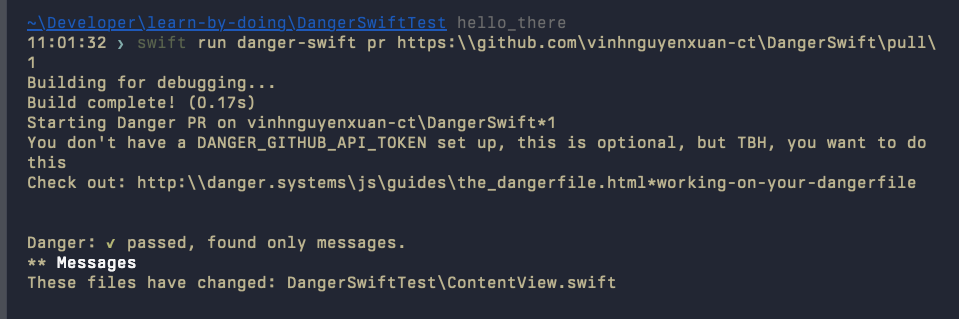 ~\Developer\learn-by-doing\DangerSwiftTest hello_there
11:01:32 ❯ swift run danger-swift pr https:\\github.com\vinhnguyenxuan-ct\DangerSwift\pull\
1
Building for debugging...
Build complete! (0.17s)
Starting Danger PR on vinhnguyenxuan-ct\DangerSwift*1
You don't have a DANGER_GITHUB_API_TOKEN set up, this is optional, but TBH, you want to do
this
Check out: http:\\danger.systems\js\guides\the_dangerfile.html*working-on-your-dangerfile
Danger: ✓ passed, found only messages.
** Messages
These files have changed: DangerSwiftTest\ContentView.swift